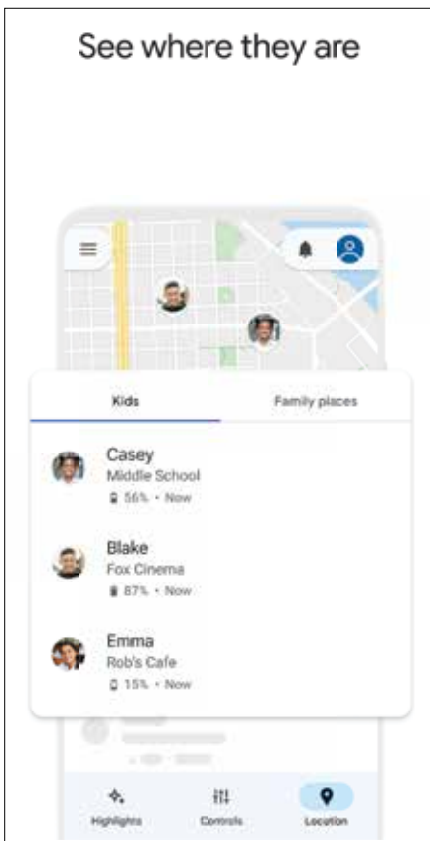 See where they are
Kids
Family places
Casey
Middle School
56% • Now
Blake
Fox Cinema
87% • Now
Emma
Rob's Cafe
15% • Now
Highlights
Controls
Location